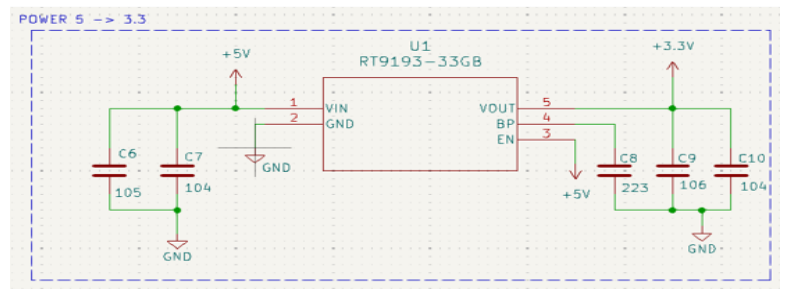 POWER 5 -> 3.3
+5V
U1
RT9193-33GB
+3.3V
1
VIN
VOUT
5
2
GND
BP
4
EN
3
C6
105
C7
104
GND
GND
+5V
C8
223
C9
106
C10
104
GND